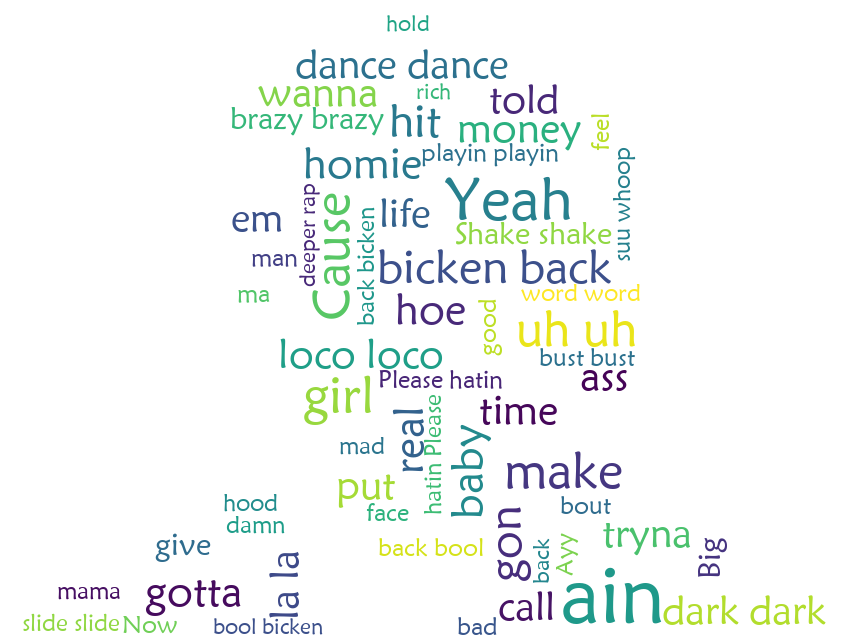 hold
dance dance
wanna
rich
told
brazy brazy
hit
money
feel
homie
playin playin
suu whoop
Yeah
em
deeper rap
Cause
life
back bicken
Shake shake
man
bicken back
ma
hoe
good
word word
uh uh
loco loco
bust bust
girl
Please hatin
ass
real
hatin Please
time
mad
baby
make
put
face
hood
damn
bout
give
back bool
gon
back
Ayy
tryna
Big
mama
gotta
la la
call
ain
dark dark
slide slide
Now
bool bicken
bad